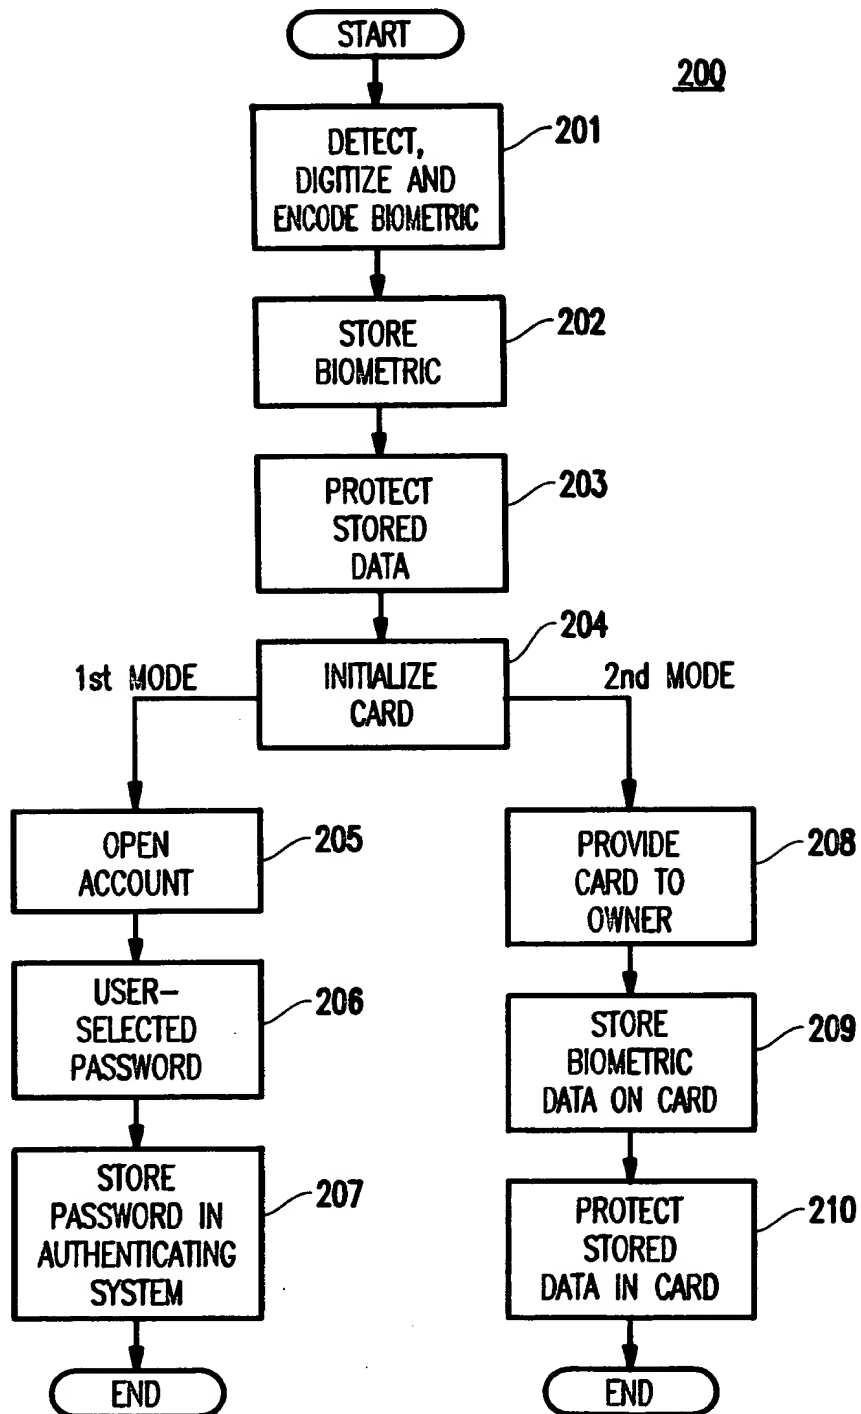 START
200
DETECT,
DIGITIZE AND
ENCODE BIOMETRIC
201
STORE
BIOMETRIC
202
PROTECT
STORED
DATA
203
INITIALIZE
CARD
204
1st MODE
2nd MODE
OPEN
ACCOUNT
205
USER-
SELECTED
PASSWORD
206
STORE
PASSWORD IN
AUTHENTICATING
SYSTEM
207
END
PROVIDE
CARD TO
OWNER
208
STORE
BIOMETRIC
DATA ON CARD
209
PROTECT
STORED
DATA IN CARD
210
END